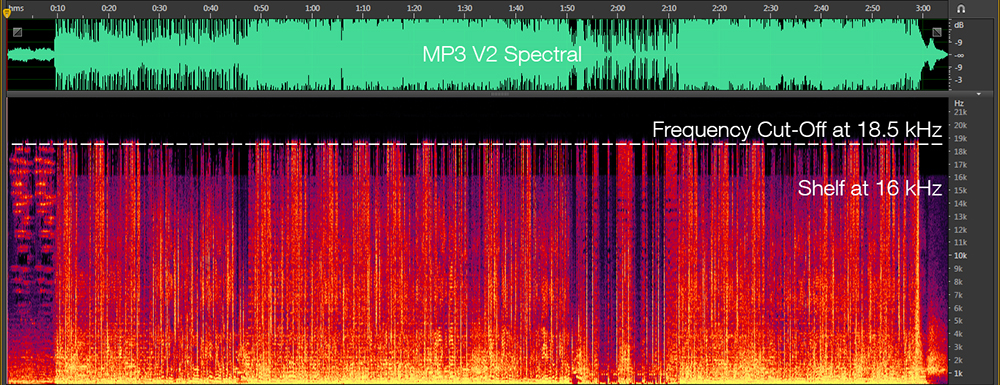 hms 0:10 0:20 0:30 0:40 0:50 1:00 1:10 1:20 1:30 1:40 1:50 2:00 2:10 2:20 2:30 2:40 2:50 3:00
dB
-9
-∞
-9
-3
MP3 V2 Spectral
Hz
21k
20k
Frequency Cut-Off at 18.5 kHz
19k
18k
17k
16k
Shelf at 16 kHz
15k
14k
13k
12k
11k
10k
9k
8k
7k
6k
5k
4k
3k
2k
1k